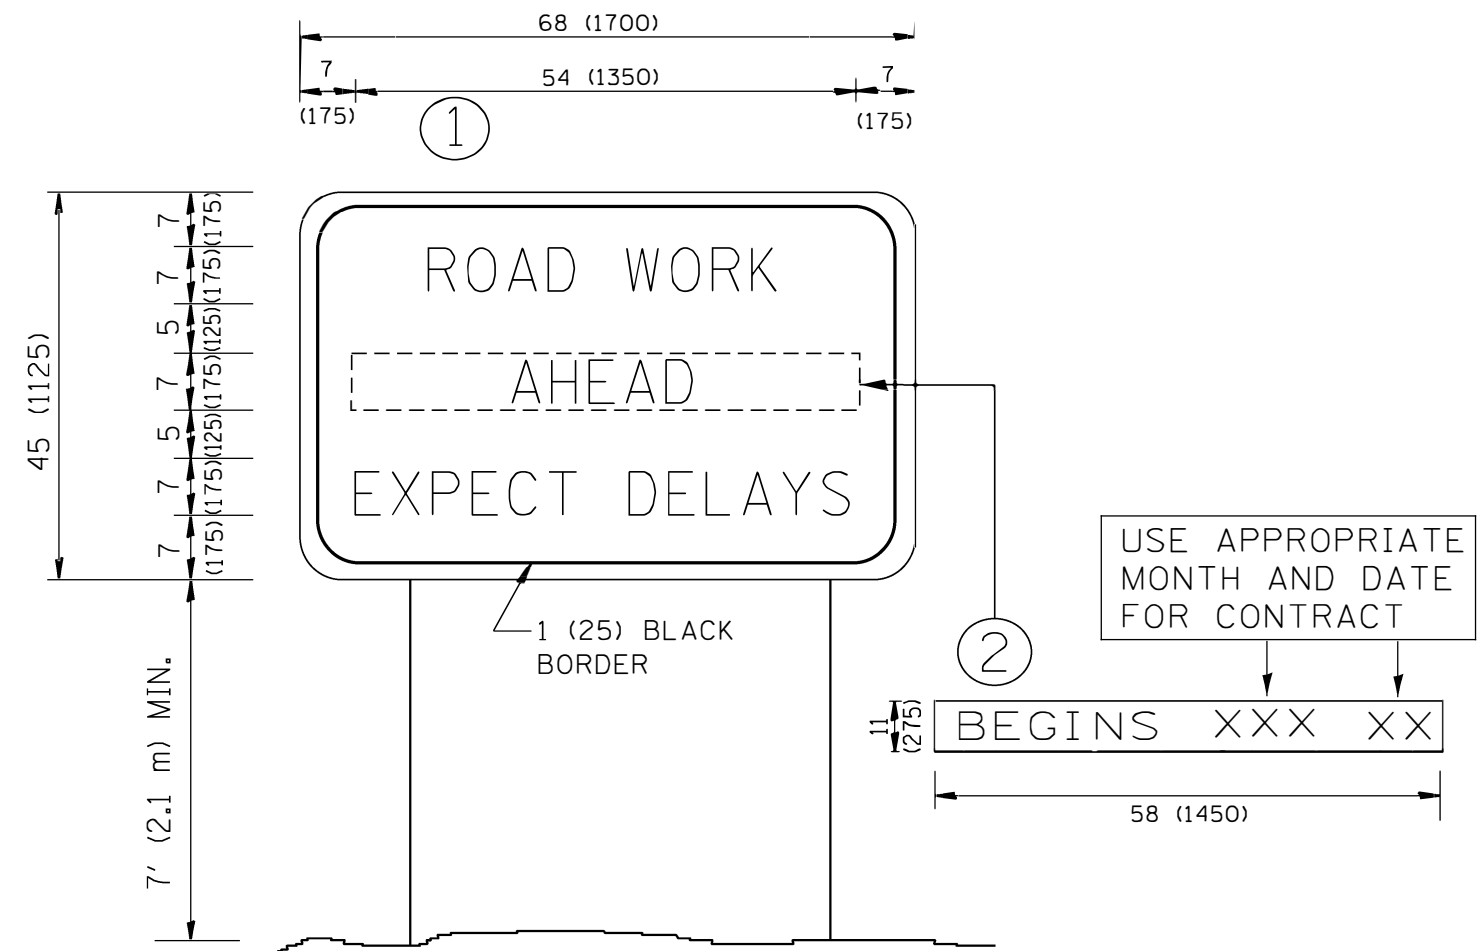 68 (1700)
7
54 (1350)
7
(175)
(175)
1
7
(175)
7
(175)
5
(125)
7
(175)
5
(125)
7
(175)
7
(175)
45 (1125)
ROAD WORK
AHEAD
EXPECT DELAYS
1 (25) BLACK
BORDER
7' (2.1 m) MIN.
2
USE APPROPRIATE
MONTH AND DATE
FOR CONTRACT
11
(275)
BEGINS XXX XX
58 (1450)